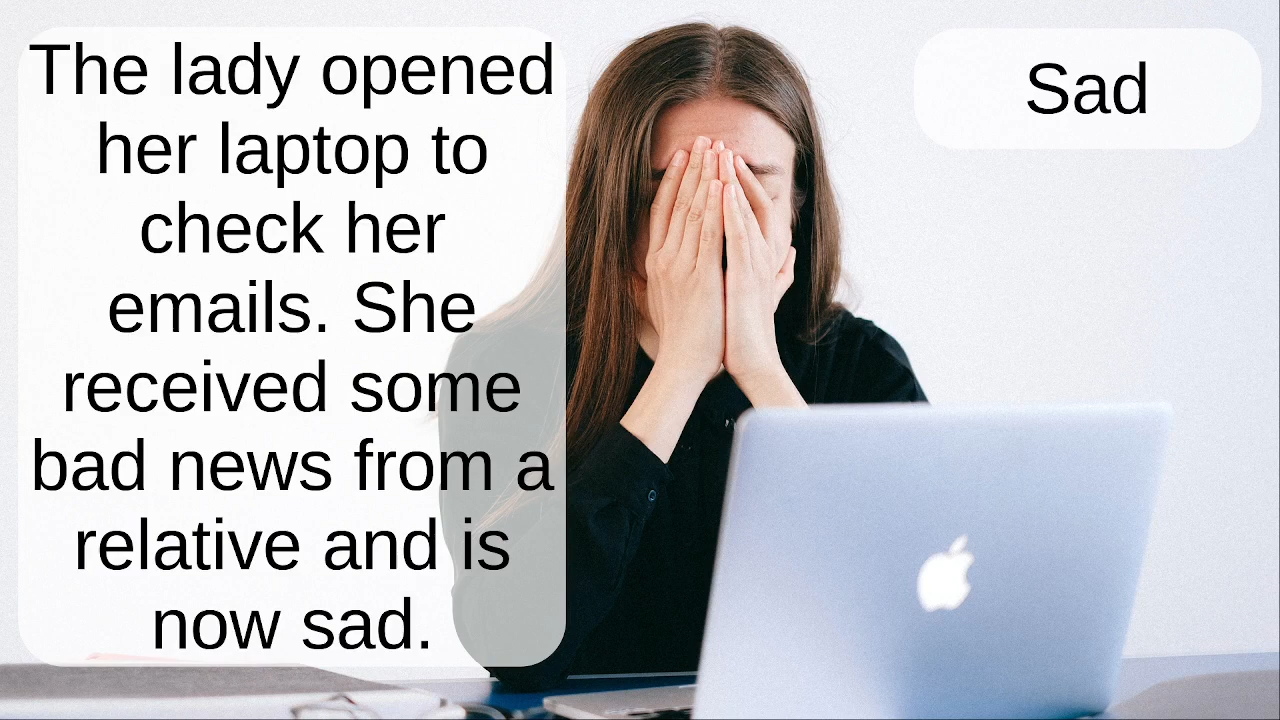 The lady opened
her laptop to
check her
emails. She
received some
bad news from a
relative and is
now sad.
Sad